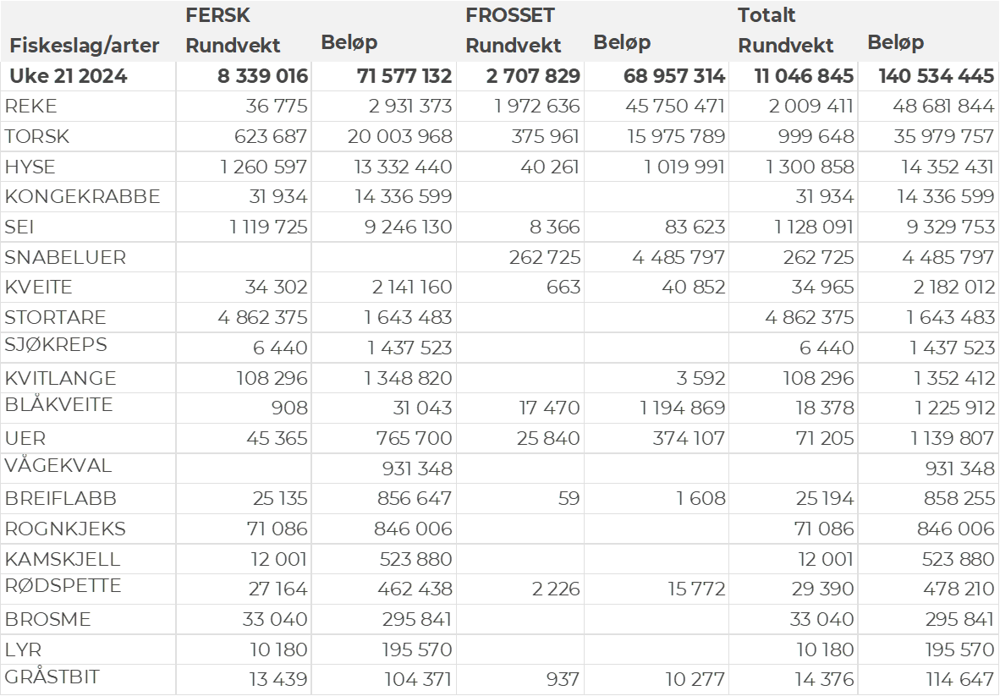 FERSK FROSSET Totalt
Fiskeslag/arter Rundvekt Beløp Rundvekt Beløp Rundvekt Beløp
Uke 21 2024 8 339 016 71 577 132 2 707 829 68 957 314 11 046 845 140 534 445
REKE 36 775 2 931 373 1 972 636 45 750 471 2 009 411 48 681 844
TORSK 623 687 20 003 968 375 961 15 975 789 999 648 35 979 757
HYSE 1 260 597 13 332 440 40 261 1 019 991 1 300 858 14 352 431
KONGEKRABBE 31 934 14 336 599 31 934 14 336 599
SEI 1 119 725 9 246 130 8 366 83 623 1 128 091 9 329 753
SNABELUER 262 725 4 485 797 262 725 4 485 797
KVEITE 34 302 2 141 160 663 40 852 34 965 2 182 012
STORTARE 4 862 375 1 643 483 4 862 375 1 643 483
SJØKREPS 6 440 1 437 523 6 440 1 437 523
KVITLANGE 108 296 1 348 820 3 592 108 296 1 352 412
BLÅKVEITE 908 31 043 17 470 1 194 869 18 378 1 225 912
UER 45 365 765 700 25 840 374 107 71 205 1 139 807
VÅGEKVAL 931 348 931 348
BREIFLABB 25 135 856 647 59 1 608 25 194 858 255
ROGNKJEKS 71 086 846 006 71 086 846 006
KAMSKJELL 12 001 523 880 12 001 523 880
RØDSPETTE 27 164 462 438 2 226 15 772 29 390 478 210
BROSME 33 040 295 841 33 040 295 841
LYR 10 180 195 570 10 180 195 570
GRÅSTBIT 13 439 104 371 937 10 277 14 376 114 647